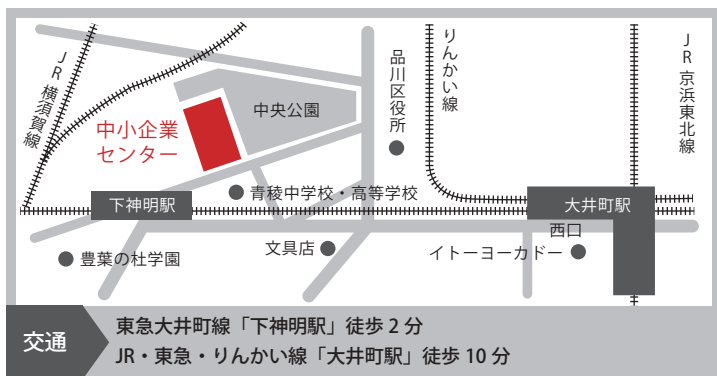 JR横須賀線
中小企業
センター
中央公園
品川区役所
りんかい線
JR京浜東北線
青稜中学校・高等学校
下神明駅
大井町駅
西口
豊葉の杜学園
文具店
イトーヨーカドー
交通
東急大井町線「下神明駅」徒歩 2 分
JR・東急・りんかい線「大井町駅」徒歩 10 分